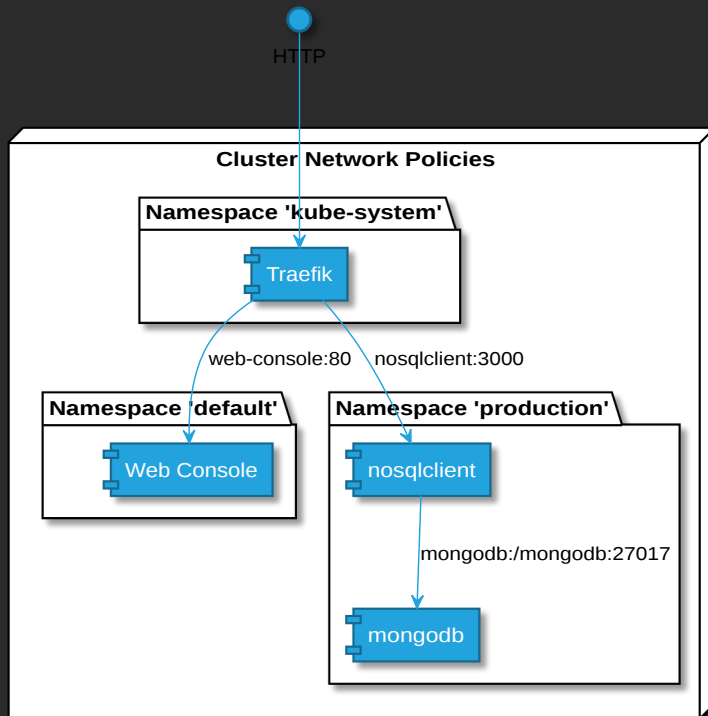 HTTP
Cluster Network Policies
Namespace 'kube-system'
Traefik
web-console:80
nosqlclient:3000
Namespace 'default'
Namespace 'production'
Web Console
nosqlclient
mongodb:/mongodb:27017
mongodb